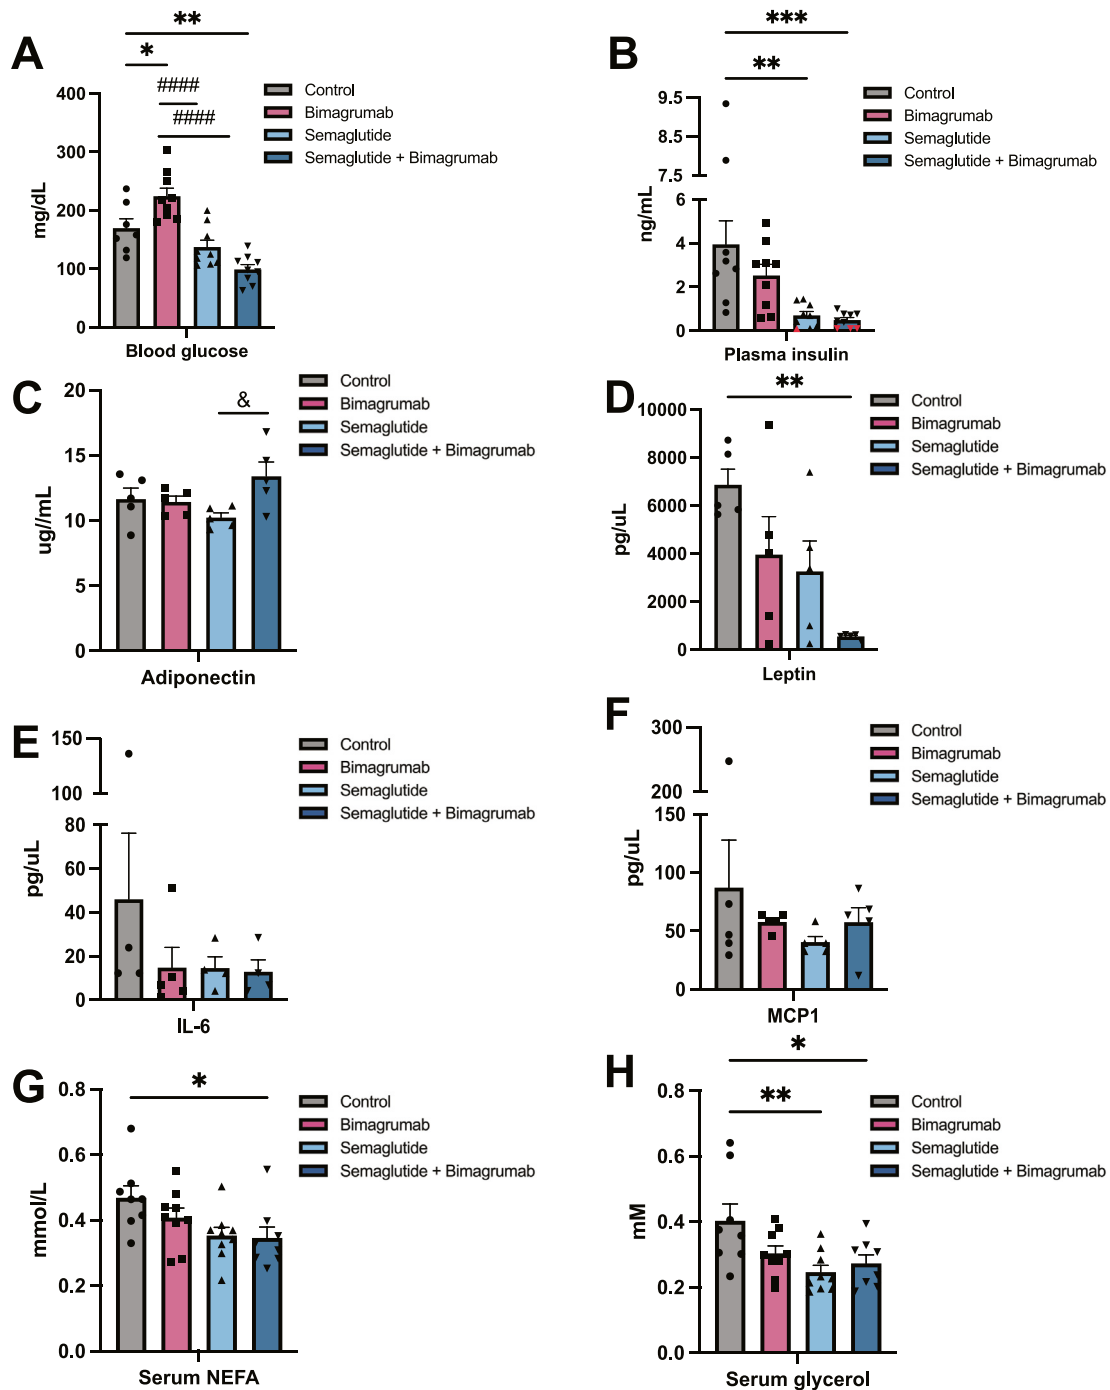 A
**
*
####
####
Control
Bimagrumab
Semaglutide
Semaglutide + Bimagrumab
mg/dL
400
300
200
100
0
Blood glucose
B
***
**
Control
Bimagrumab
Semaglutide
Semaglutide + Bimagrumab
ng/mL
9.5
7.5
6
4
2
0
Plasma insulin
C
&
Control
Bimagrumab
Semaglutide
Semaglutide + Bimagrumab
ug//mL
20
15
10
5
0
Adiponectin
D
**
Control
Bimagrumab
Semaglutide
Semaglutide + Bimagrumab
pg/uL
10000
8000
6000
4000
2000
0
Leptin
E
Control
Bimagrumab
Semaglutide
Semaglutide + Bimagrumab
pg/uL
150
100
80
60
40
20
0
IL-6
F
Control
Bimagrumab
Semaglutide
Semaglutide + Bimagrumab
pg/uL
300
200
150
100
50
0
MCP1
G
*
Control
Bimagrumab
Semaglutide
Semaglutide + Bimagrumab
mmol/L
0.8
0.6
0.4
0.2
0.0
Serum NEFA
H
*
**
Control
Bimagrumab
Semaglutide
Semaglutide + Bimagrumab
mM
0.8
0.6
0.4
0.2
0.0
Serum glycerol